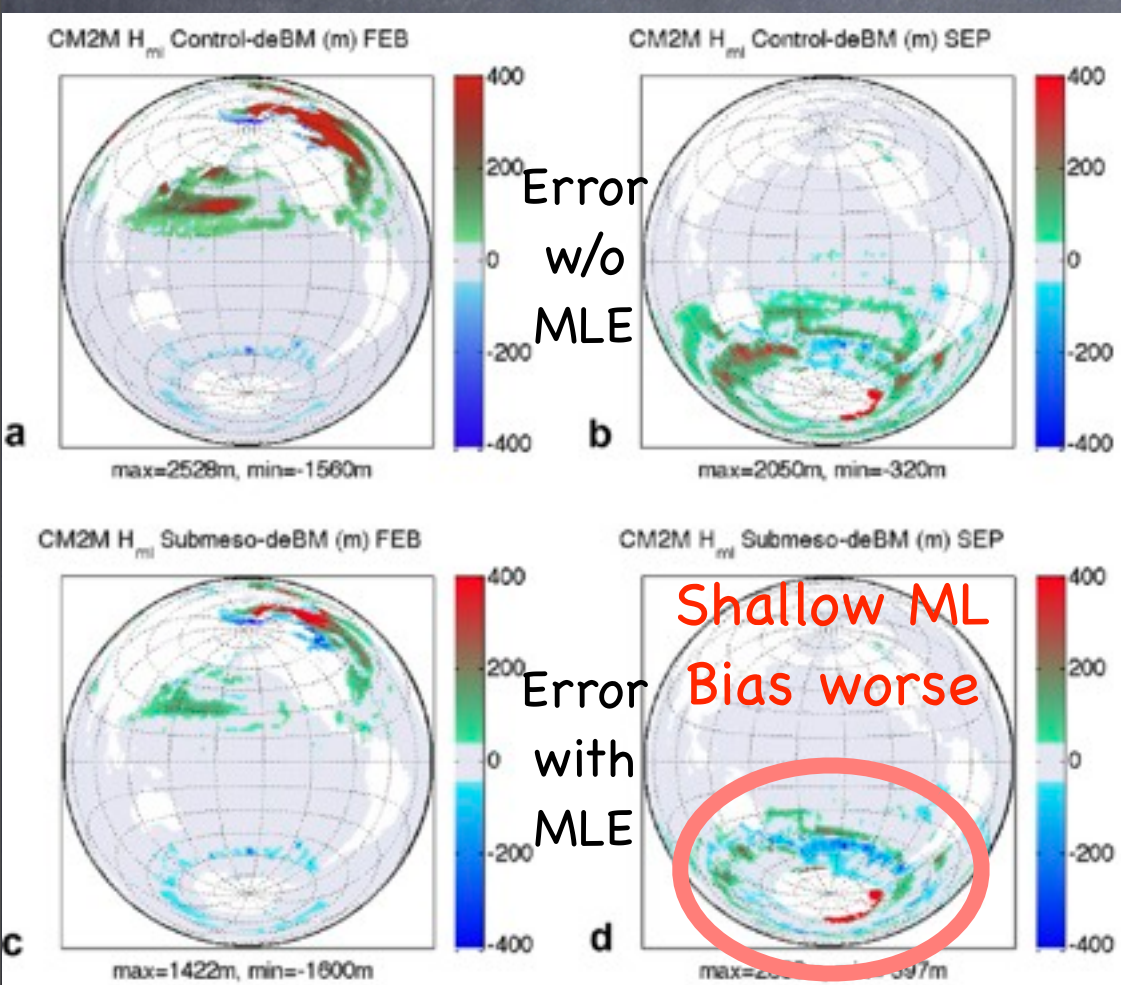 CM2M H_ml Control-deBM (m) FEB
400
200
0
-200
-400
a
max=2528m, min=-1560m
Error
w/o
MLE
CM2M H_ml Control-deBM (m) SEP
400
200
0
-200
-400
b
max=2050m, min=-320m
CM2M H_ml Submeso-deBM (m) FEB
400
200
0
-200
-400
c
max=1422m, min=-1600m
Error
with
MLE
CM2M H_ml Submeso-deBM (m) SEP
Shallow ML
Bias worse
400
200
0
-200
-400
d